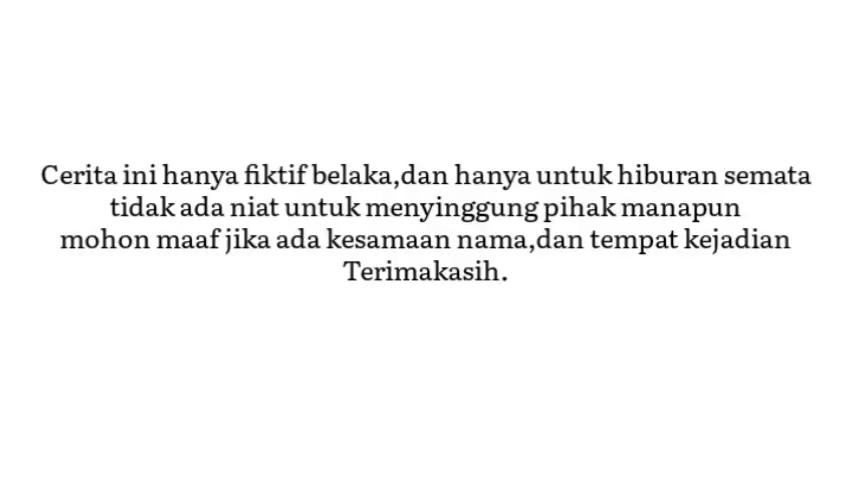 Cerita ini hanya fiktif belaka,dan hanya untuk hiburan semata
tidak ada niat untuk menyinggung pihak manapun
mohon maaf jika ada kesamaan nama,dan tempat kejadian
Terimakasih.